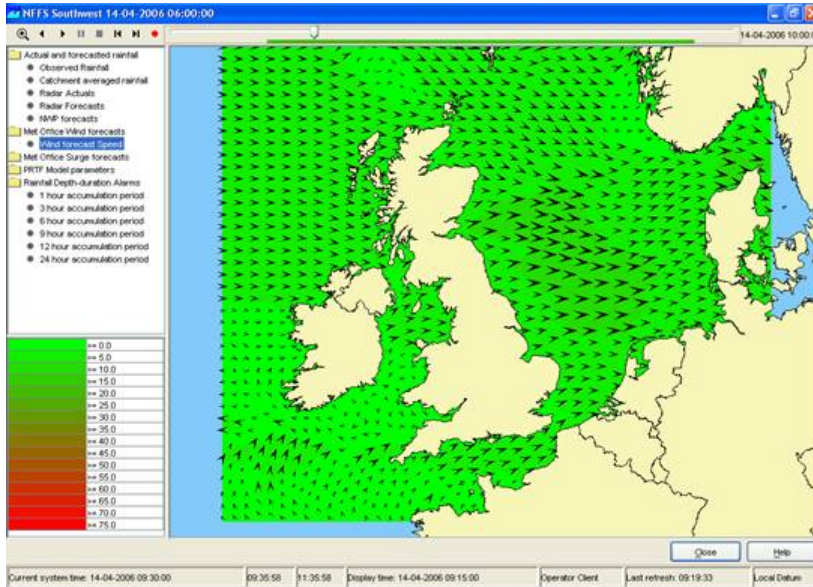 NFFS Southwest 14-04-2006 06:00:00
14-04-2006 10:00:0
Actual and forecasted rainfall
Observed Rainfall
Catchment averaged rainfall
Radar Actuals
Radar Forecasts
NWP forecasts
Met Office Wind forecasts
Wind forecast Speed
Met Office Surge forecasts
PRTF Model parameters
Rainfall Depth-duration Alarms
1 hour accumulation period
3 hour accumulation period
6 hour accumulation period
9 hour accumulation period
12 hour accumulation period
24 hour accumulation period
>= 0.0
>= 5.0
>= 10.0
>= 15.0
>= 20.0
>= 25.0
>= 30.0
>= 35.0
>= 40.0
>= 45.0
>= 50.0
>= 55.0
>= 60.0
>= 65.0
>= 70.0
>= 75.0
Close Help
Current system time: 14-04-2006 09:30:00 09:35:58 11:35:58 Display time: 14-04-2006 09:15:00 Operator Client Last refresh: 09:19:33 Local Datum